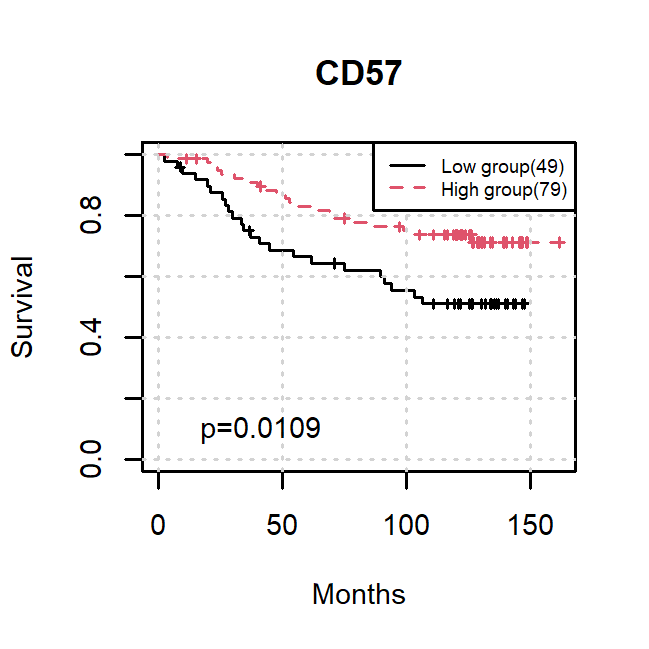 CD57
Low group(49)
High group(79)
Survival
0.8
0.4
0.0
p=0.0109
0 50 100 150
Months